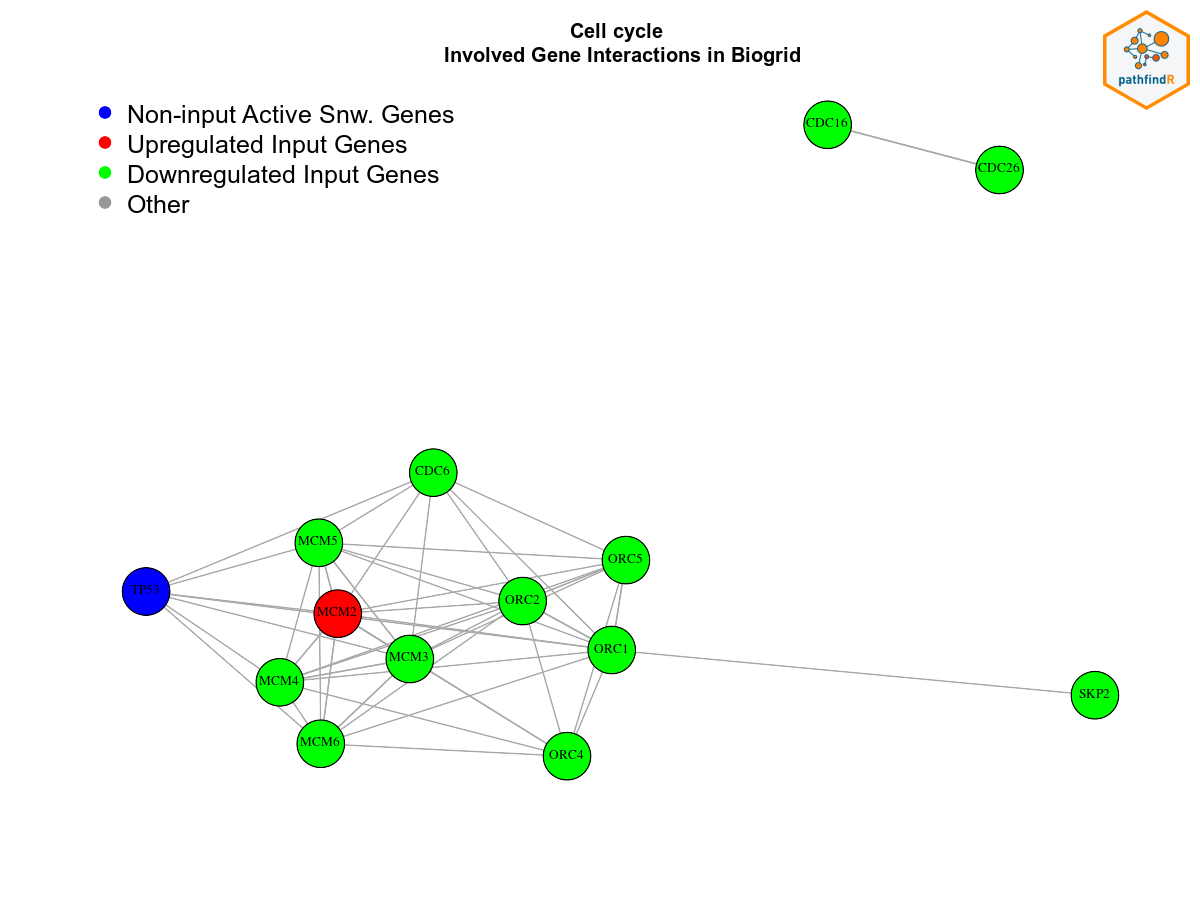 Cell cycle
Involved Gene Interactions in Biogrid
pathfindR
Non-input Active Snw. Genes
Upregulated Input Genes
Downregulated Input Genes
Other
CDC16
CDC26
CDC6
MCM5
ORC5
TP53
ORC2
MCM2
ORC1
MCM3
MCM4
SKP2
MCM6
ORC4